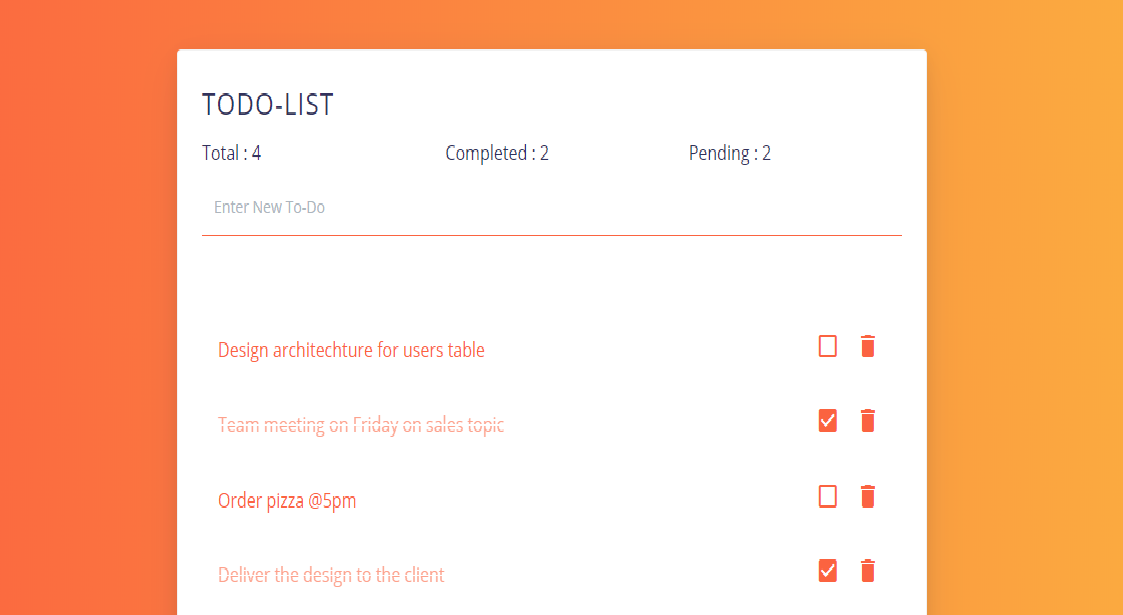 TODO-LIST
Total : 4 Completed : 2 Pending : 2
Enter New To-Do
Design architechture for users table
Team meeting on Friday on sales topic
Order pizza @5pm
Deliver the design to the client